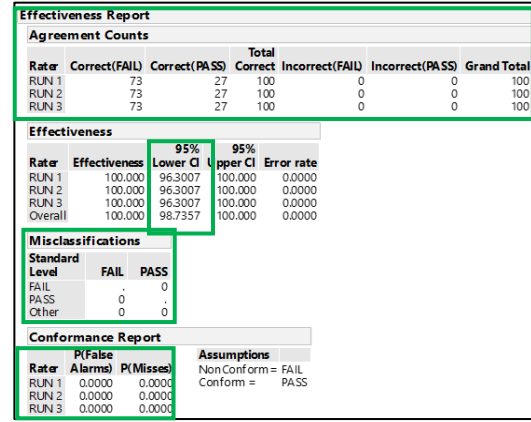 Effectiveness Report
Agreement Counts
Total
Rater Correct(FAIL) Correct(PASS) Correct Incorrect(FAIL) Incorrect(PASS) Grand Total
RUN 1 73 27 100 0 0 100
RUN 2 73 27 100 0 0 100
RUN 3 73 27 100 0 0 100
Effectiveness
95% 95%
Rater Effectiveness Lower CI Upper CI Error rate
RUN 1 100.000 96.3007 100.000 0.0000
RUN 2 100.000 96.3007 100.000 0.0000
RUN 3 100.000 96.3007 100.000 0.0000
Overall 100.000 98.7357 100.000 0.0000
Misclassifications
Standard
Level FAIL PASS
FAIL . 0
PASS 0 .
Other 0 0
Conformance Report
P(False Assumptions
Rater Alarms) P(Misses) NonConform = FAIL
RUN 1 0.0000 0.0000 Conform = PASS
RUN 2 0.0000 0.0000
RUN 3 0.0000 0.0000